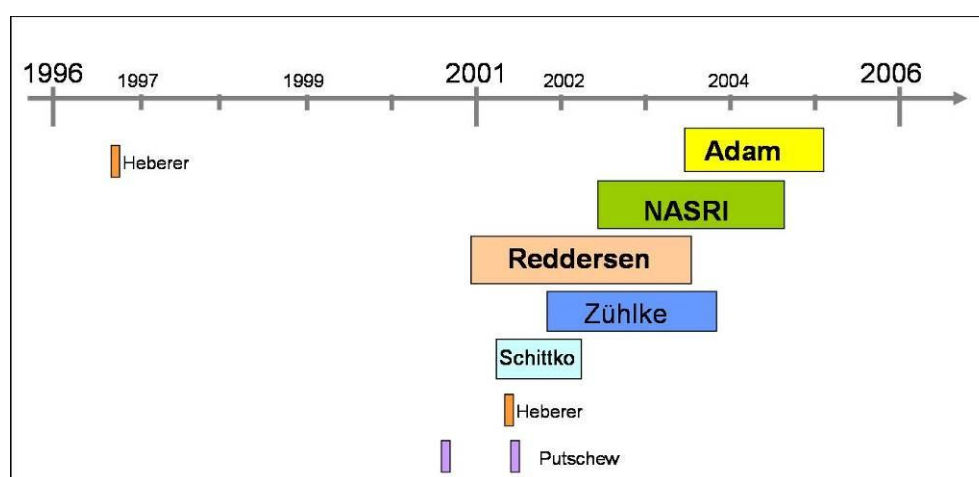 1996 1997 1999 2001 2002 2004 2006
Adam
Heberer
NASRI
Reddersen
Zühlke
Schittko
Heberer
Putschew